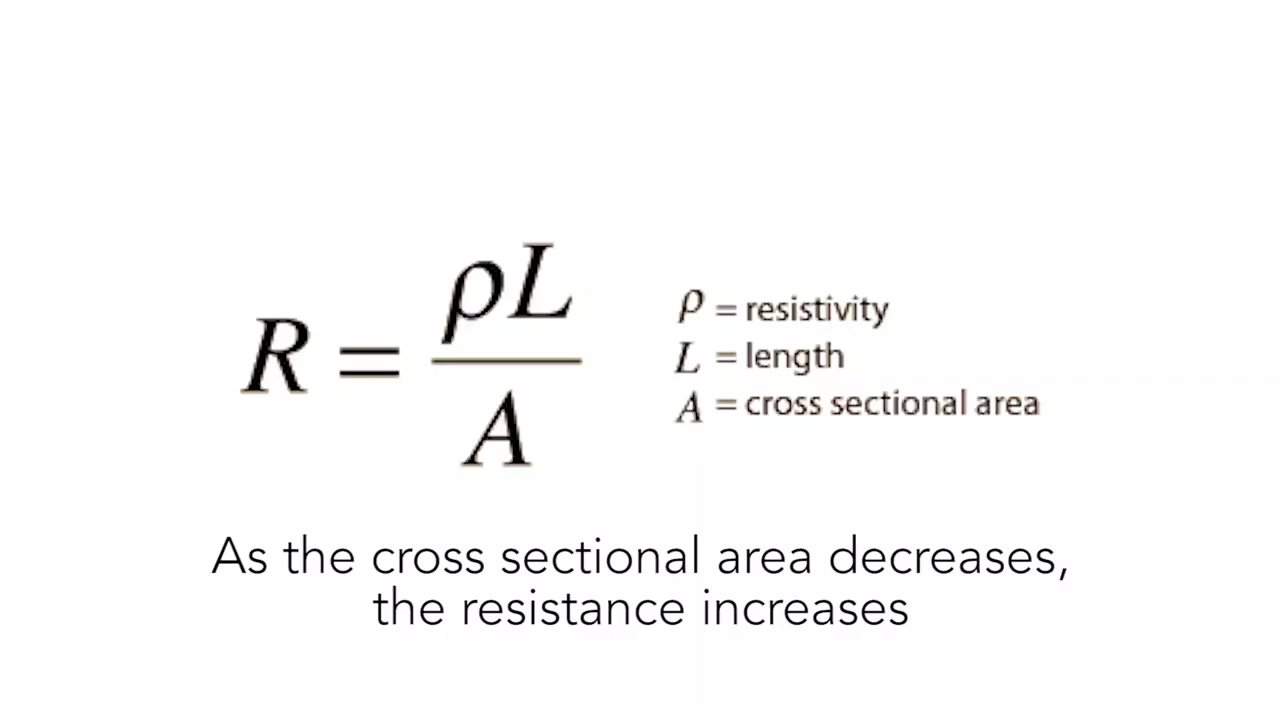 R = ρL / A
ρ = resistivity
L = length
A = cross sectional area
As the cross sectional area decreases,
the resistance increases